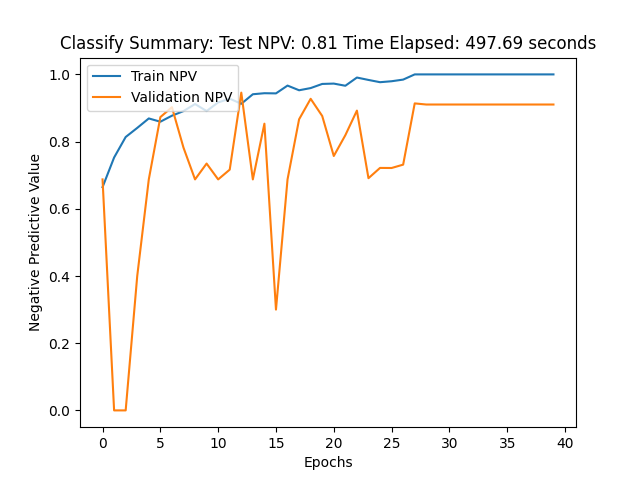 Classify Summary: Test NPV: 0.81 Time Elapsed: 497.69 seconds
Train NPV
Validation NPV
Negative Predictive Value
1.0
0.8
0.6
0.4
0.2
0.0
0 5 10 15 20 25 30 35 40
Epochs